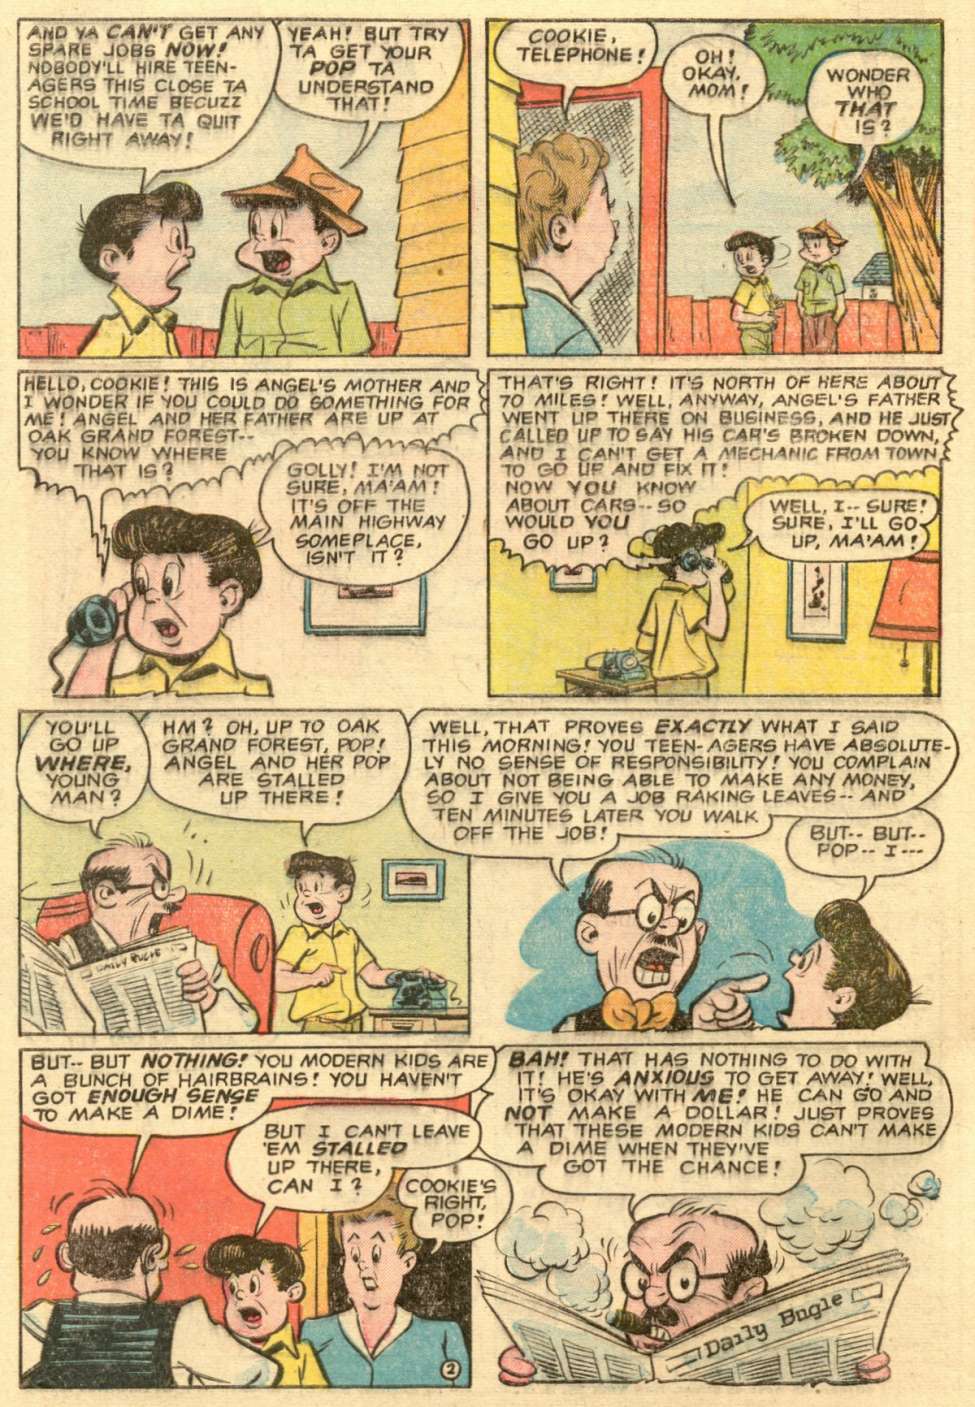 AND YA CAN'T GET ANY
SPARE JOBS NOW!
NOBODY'LL HIRE TEEN-
AGERS THIS CLOSE TA
SCHOOL TIME BECUZZ
WE'D HAVE TA QUIT
RIGHT AWAY!
YEAH! BUT TRY
TA GET YOUR
POP TA
UNDERSTAND
THAT!
COOKIE,
TELEPHONE!
OH!
OKAY,
MOM!
WONDER
WHO
THAT
IS?
HELLO, COOKIE! THIS IS ANGEL'S MOTHER AND
I WONDER IF YOU COULD DO SOMETHING FOR
ME! ANGEL AND HER FATHER ARE UP AT
OAK GRAND FOREST--
YOU KNOW WHERE
THAT IS?
GOLLY! I'M NOT
SURE, MA'AM!
IT'S OFF THE
MAIN HIGHWAY
SOMEPLACE,
ISN'T IT?
THAT'S RIGHT! IT'S NORTH OF HERE ABOUT
70 MILES! WELL, ANYWAY, ANGEL'S FATHER
WENT UP THERE ON BUSINESS, AND HE JUST
CALLED UP TO SAY HIS CAR'S BROKEN DOWN,
AND I CAN'T GET A MECHANIC FROM TOWN
TO GO UP AND FIX IT!
NOW YOU KNOW
ABOUT CARS--SO
WOULD YOU
GO UP?
WELL, I-- SURE!
SURE, I'LL GO
UP, MA'AM!
YOU'LL
GO UP
WHERE,
YOUNG
MAN?
HM? OH, UP TO OAK
GRAND FOREST, POP!
ANGEL AND HER POP
ARE STALLED
UP THERE!
DAILY BUGLE
WELL, THAT PROVES EXACTLY WHAT I SAID
THIS MORNING! YOU TEEN-AGERS HAVE ABSOLUTE-
LY NO SENSE OF RESPONSIBILITY! YOU COMPLAIN
ABOUT NOT BEING ABLE TO MAKE ANY MONEY,
SO I GIVE YOU A JOB RAKING LEAVES-- AND
TEN MINUTES LATER YOU WALK
OFF THE JOB!
BUT-- BUT--
POP-- I---
BUT-- BUT NOTHING! YOU MODERN KIDS ARE
A BUNCH OF HAIRBRAINS! YOU HAVEN'T
GOT ENOUGH SENSE
TO MAKE A DIME!
BUT I CAN'T LEAVE
'EM STALLED
UP THERE,
CAN I?
COOKIE'S
RIGHT,
POP!
2
BAH! THAT HAS NOTHING TO DO WITH
IT! HE'S ANXIOUS TO GET AWAY! WELL,
IT'S OKAY WITH ME! HE CAN GO AND
NOT MAKE A DOLLAR! JUST PROVES
THAT THESE MODERN KIDS CAN'T MAKE
A DIME WHEN THEY'VE
GOT THE CHANCE!
Daily Bugle